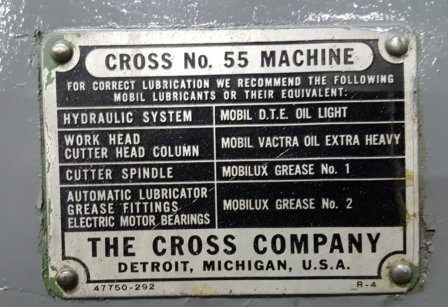 CROSS No. 55 MACHINE
FOR CORRECT LUBRICATION WE RECOMMEND THE FOLLOWING
MOBIL LUBRICANTS OR THEIR EQUIVALENT:
HYDRAULIC SYSTEM MOBIL D.T.E. OIL LIGHT
WORK HEAD
CUTTER HEAD COLUMN MOBIL VACTRA OIL EXTRA HEAVY
CUTTER SPINDLE MOBILUX GREASE No. 1
AUTOMATIC LUBRICATOR
GREASE FITTINGS MOBILUX GREASE No. 2
ELECTRIC MOTOR BEARINGS
THE CROSS COMPANY
DETROIT, MICHIGAN, U.S.A.
47750-292 R-4